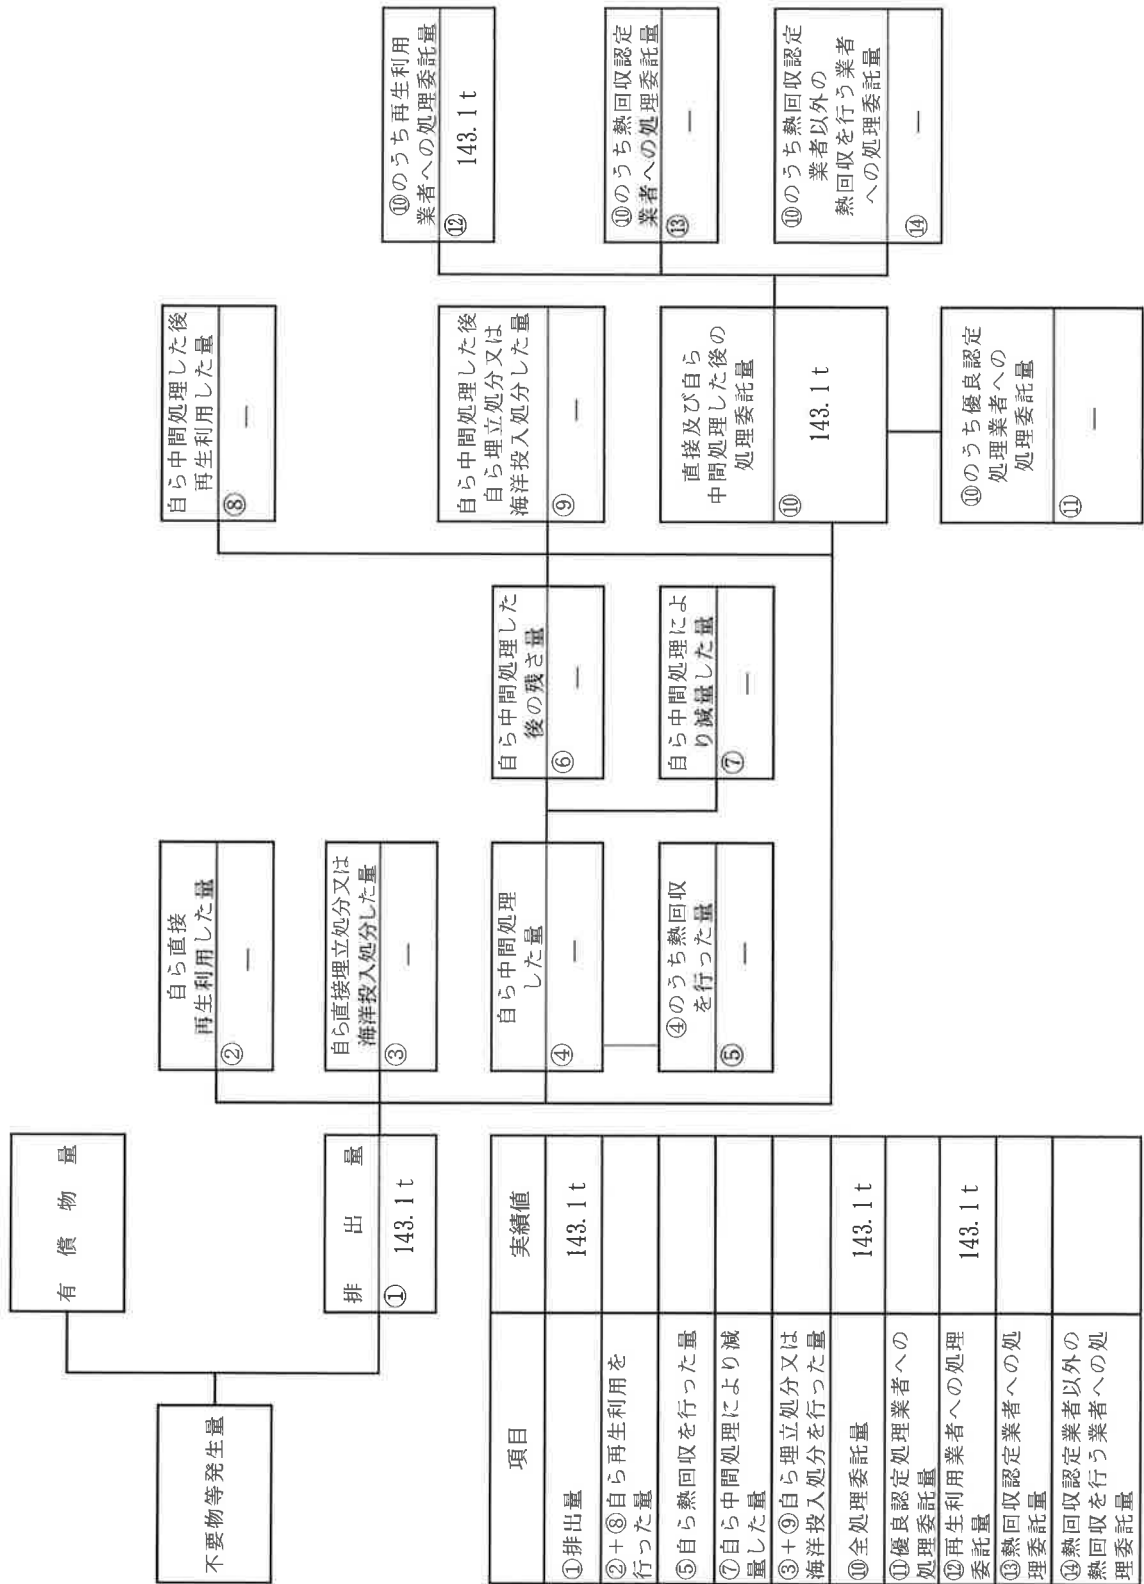 有償物量
不要物等発生量
排出量
① 143.1t
自ら直接
再生利用した量
② －
自ら直接埋立処分又は
海洋投入処分した量
③ －
自ら中間処理
した量
④ －
④のうち熱回収
を行った量
⑤ －
自ら中間処理した
後の残さ量
⑥ －
自ら中間処理によ
り減量した量
⑦ －
自ら中間処理した後
再生利用した量
⑧ －
自ら中間処理した後
自ら埋立処分又は
海洋投入処分した量
⑨ －
直接及び自ら
中間処理した後の
処理委託量
⑩ 143.1t
⑩のうち優良認定
処理業者への
処理委託量
⑪ －
⑩のうち再生利用
業者への処理委託量
⑫ 143.1t
⑩のうち熱回収認定
業者への処理委託量
⑬ －
⑩のうち熱回収認定
業者以外の
熱回収を行う業者
への処理委託量
⑭ －
項目 実績値
①排出量 143.1t
②＋⑧自ら再生利用を
行った量
⑤自ら熱回収を行った量
⑦自ら中間処理により減
量した量
③＋⑨自ら埋立処分又は
海洋投入処分を行った量
⑩全処理委託量 143.1t
⑪優良認定処理業者への
処理委託量
⑫再生利用業者への処理
委託量 143.1t
⑬熱回収認定業者への処
理委託量
⑭熱回収認定業者以外の
熱回収を行う業者への処
理委託量